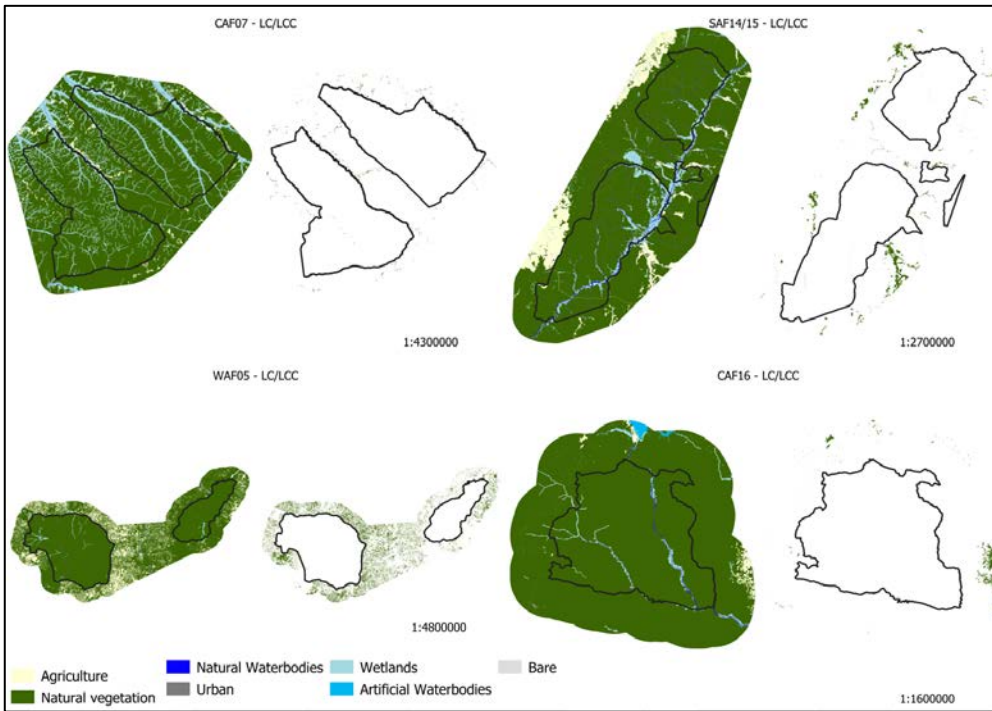 CAF07 - LC/LCC
SAF14/15 - LC/LCC
1:4300000
1:2700000
WAF05 - LC/LCC
CAF16 - LC/LCC
1:4800000
Agriculture
Natural Waterbodies
Wetlands
Bare
Natural vegetation
Urban
Artificial Waterbodies
1:1600000